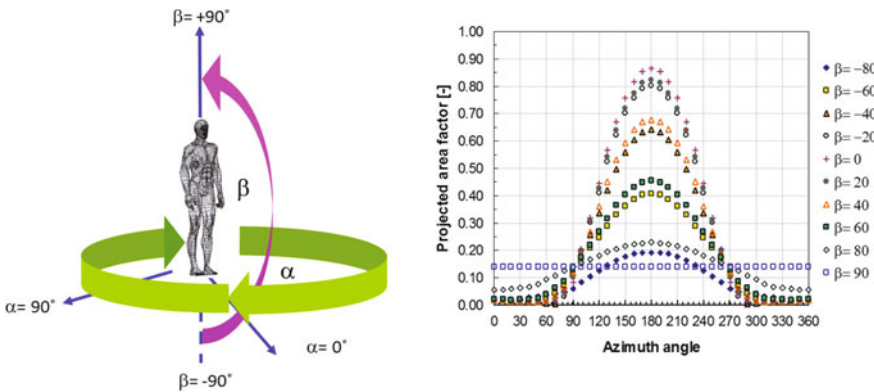 β= +90˚
β
α
α= 90˚
α= 0˚
β= -90˚
Projected area factor [-]
1.00
0.90
0.80
0.70
0.60
0.50
0.40
0.30
0.20
0.10
0.00
0 30 60 90 120 150 180 210 240 270 300 330 360
Azimuth angle
β= −80
β= −60
β= −40
β= −20
β= 0
β= 20
β= 40
β= 60
β= 80
β= 90